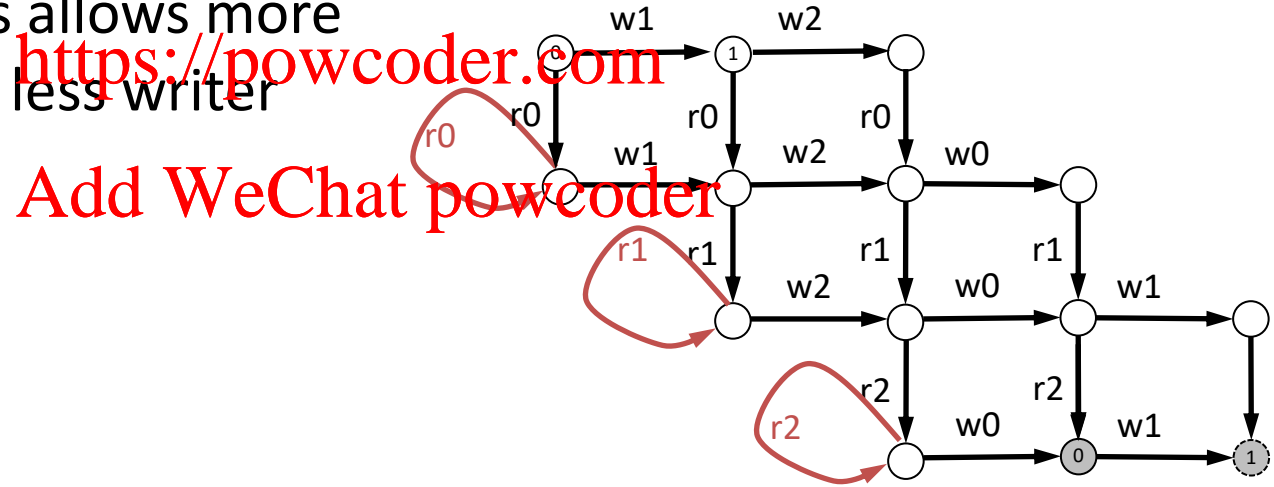 s allows more
less writer
https://powcoder.com
Add WeChat powcoder
w1 w2
0 1
r0 r0 r0
r0
w1 w2 w0
r1 r1 r1 r1
w2 w0 w1
r2 r2
r2
w0 w1
0 1